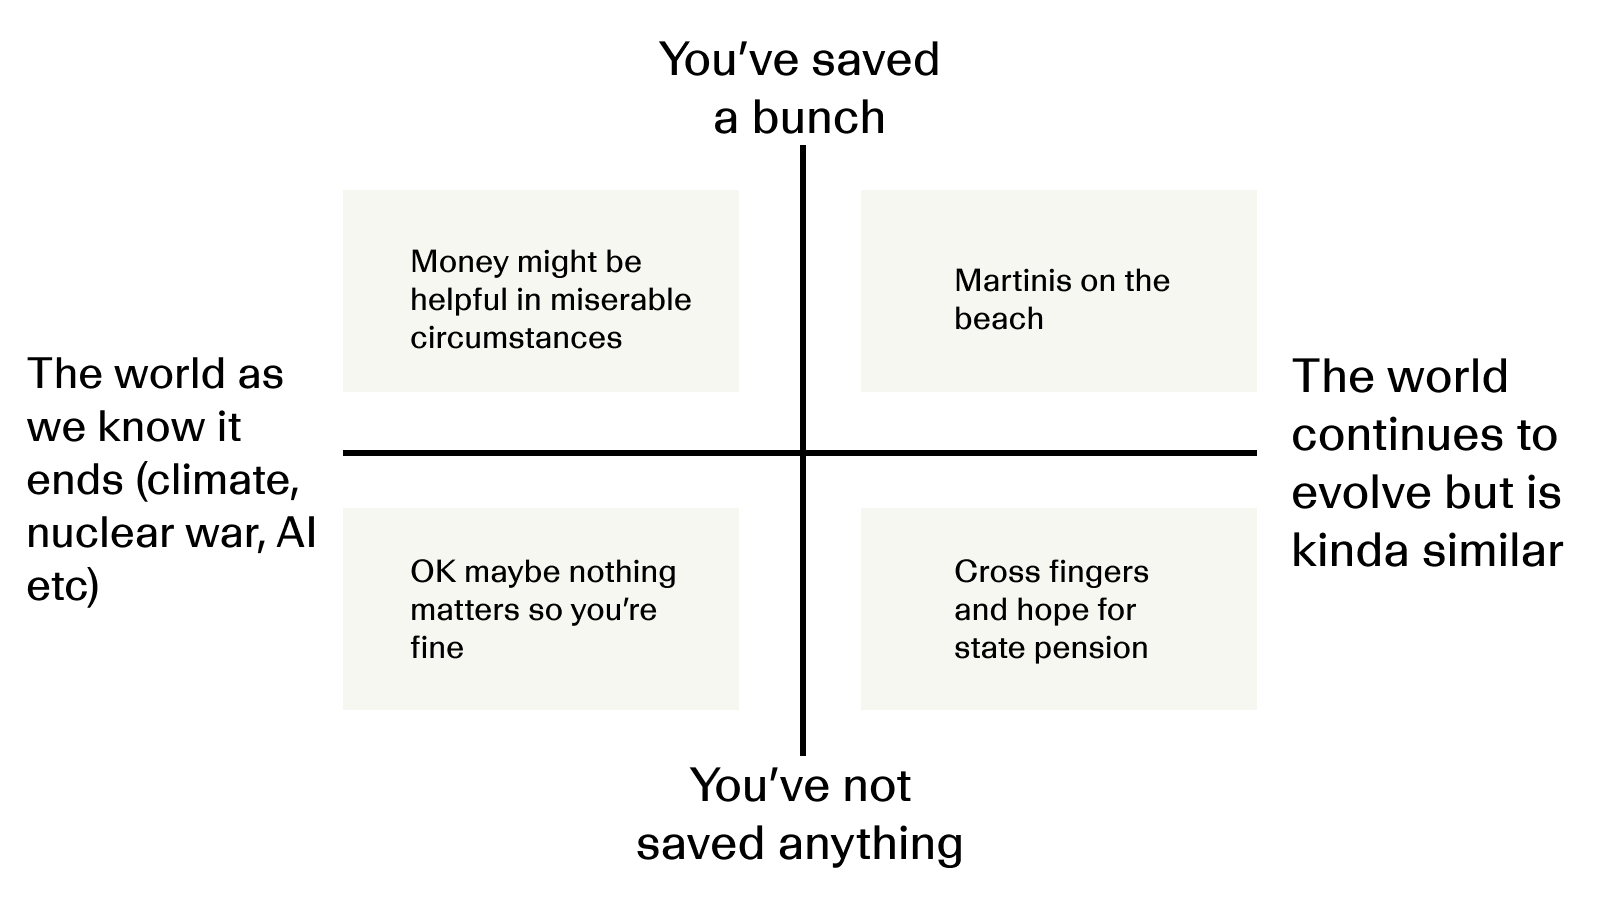 You’ve saved
a bunch
Money might be
helpful in miserable
circumstances
Martinis on the
beach
The world as
we know it
ends (climate,
nuclear war, AI
etc)
The world
continues to
evolve but is
kinda similar
OK maybe nothing
matters so you’re
fine
Cross fingers
and hope for
state pension
You’ve not
saved anything